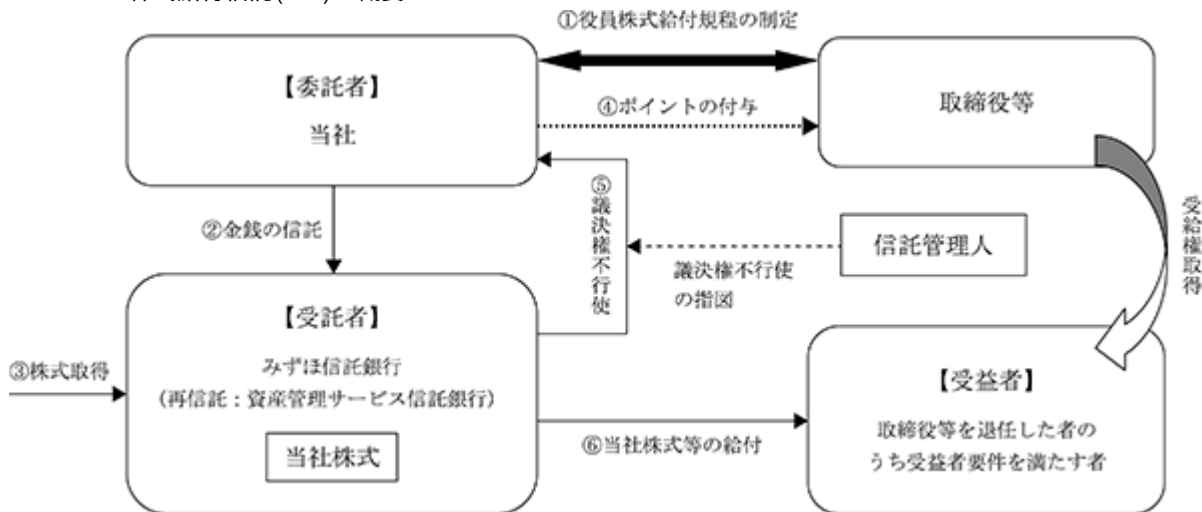 ①役員株式給付規程の制定
【委託者】
当社
④ポイントの付与
取締役等
②金銭の信託
⑤議決権不行使
議決権不行使
の指図
信託管理人
受給権取得
③株式取得
【受託者】
みずほ信託銀行
(再信託:資産管理サービス信託銀行)
当社株式
⑥当社株式等の給付
【受益者】
取締役等を退任した者の
うち受益者要件を満たす者